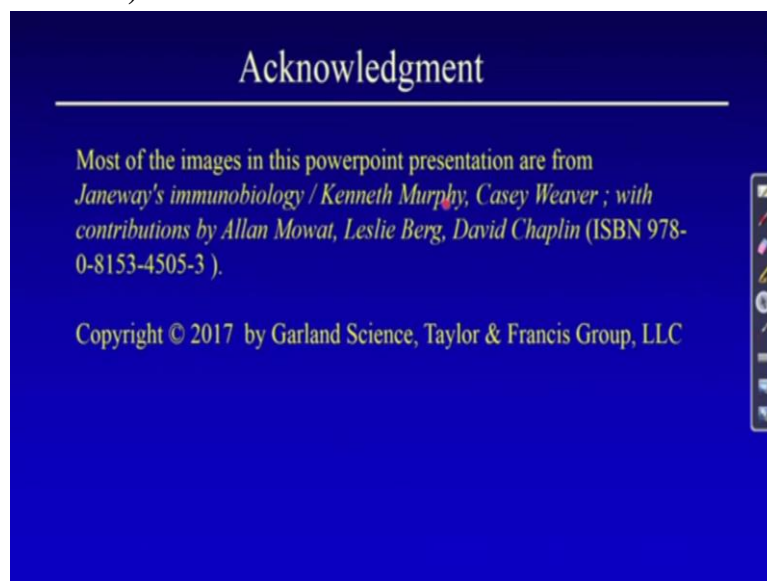 Acknowledgment
Most of the images in this powerpoint presentation are from
Janeway's immunobiology / Kenneth Murphy, Casey Weaver ; with
contributions by Allan Mowat, Leslie Berg, David Chaplin (ISBN 978-
0-8153-4505-3 ).
Copyright © 2017 by Garland Science, Taylor & Francis Group, LLC